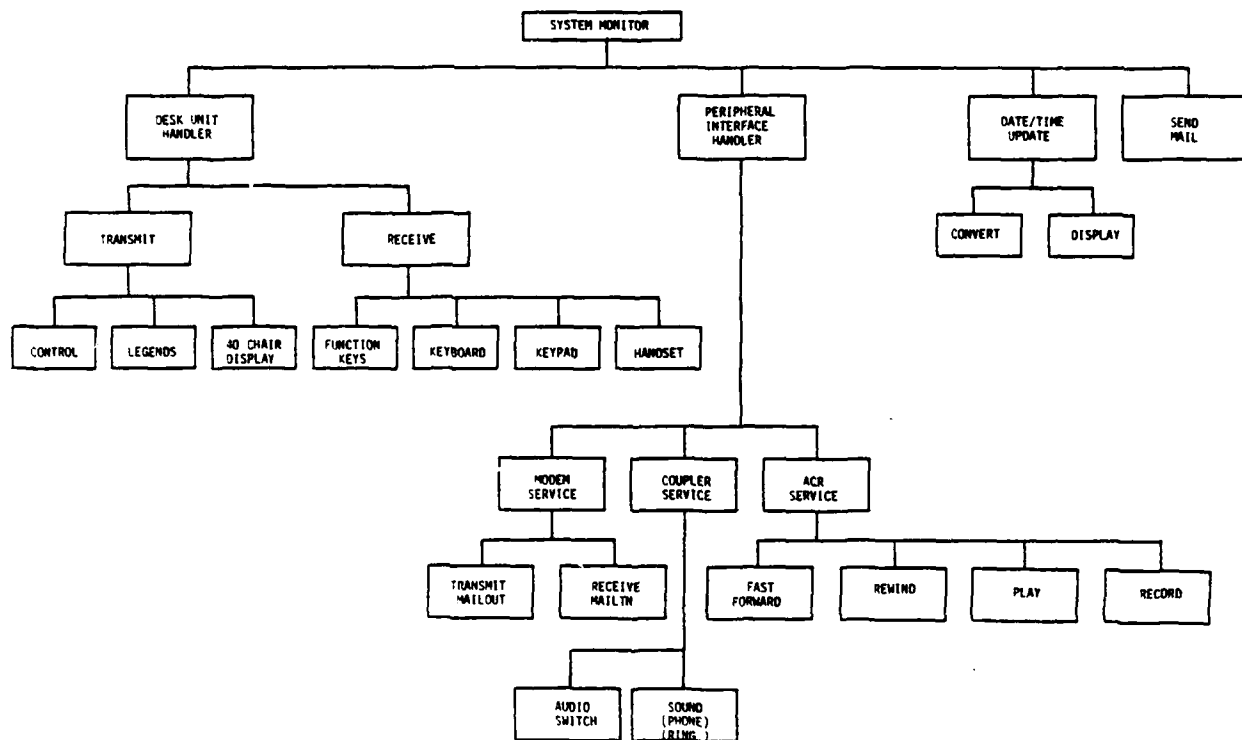 SYSTEM MONITOR
DESK UNIT
HANDLER
PERIPHERAL
INTERFACE
HANDLER
DATE/TIME
UPDATE
SEND
MAIL
TRANSMIT
RECEIVE
CONVERT
DISPLAY
CONTROL
LEGENDS
40 CHAIR
DISPLAY
FUNCTION
KEYS
KEYBOARD
KEYPAD
HANDSET
MODEM
SERVICE
COUPLER
SERVICE
ACR
SERVICE
TRANSMIT
MAILOUT
RECEIVE
MAILTN
FAST
FORWARD
REWIND
PLAY
RECORD
AUDIO
SWITCH
SOUND
(PHONE)
(RING )